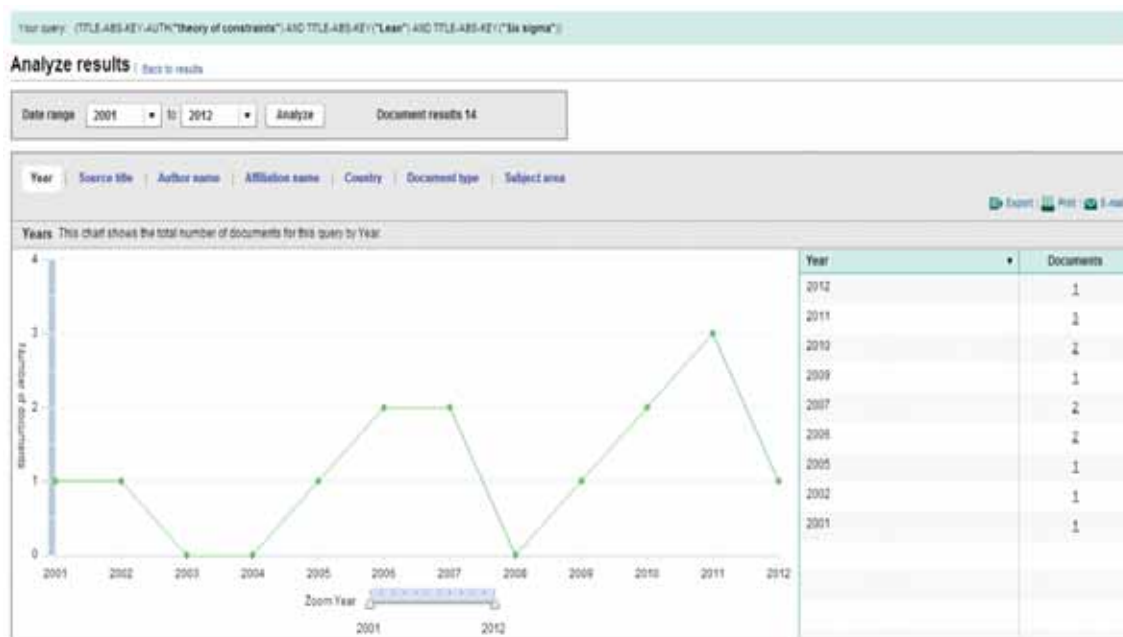 Your query: (TITLE-ABS-KEY-AUTH("theory of constraints") AND TITLE-ABS-KEY("Lean") AND TITLE-ABS-KEY("Six sigma"))
Analyze results | Back to results
Date range 2001 to 2012 Analyze Document results 14
Year | Source title | Author name | Affiliation name | Country | Document type | Subject area
Export Print E-mail
Years This chart shows the total number of documents for this query by Year.
Year Documents
2012 1
2011 3
2010 2
2009 1
2007 2
2006 2
2005 1
2002 1
2001 1
Number of documents
4
3
2
1
0
2001 2002 2003 2004 2005 2006 2007 2008 2009 2010 2011 2012
Zoom Year
2001 2012